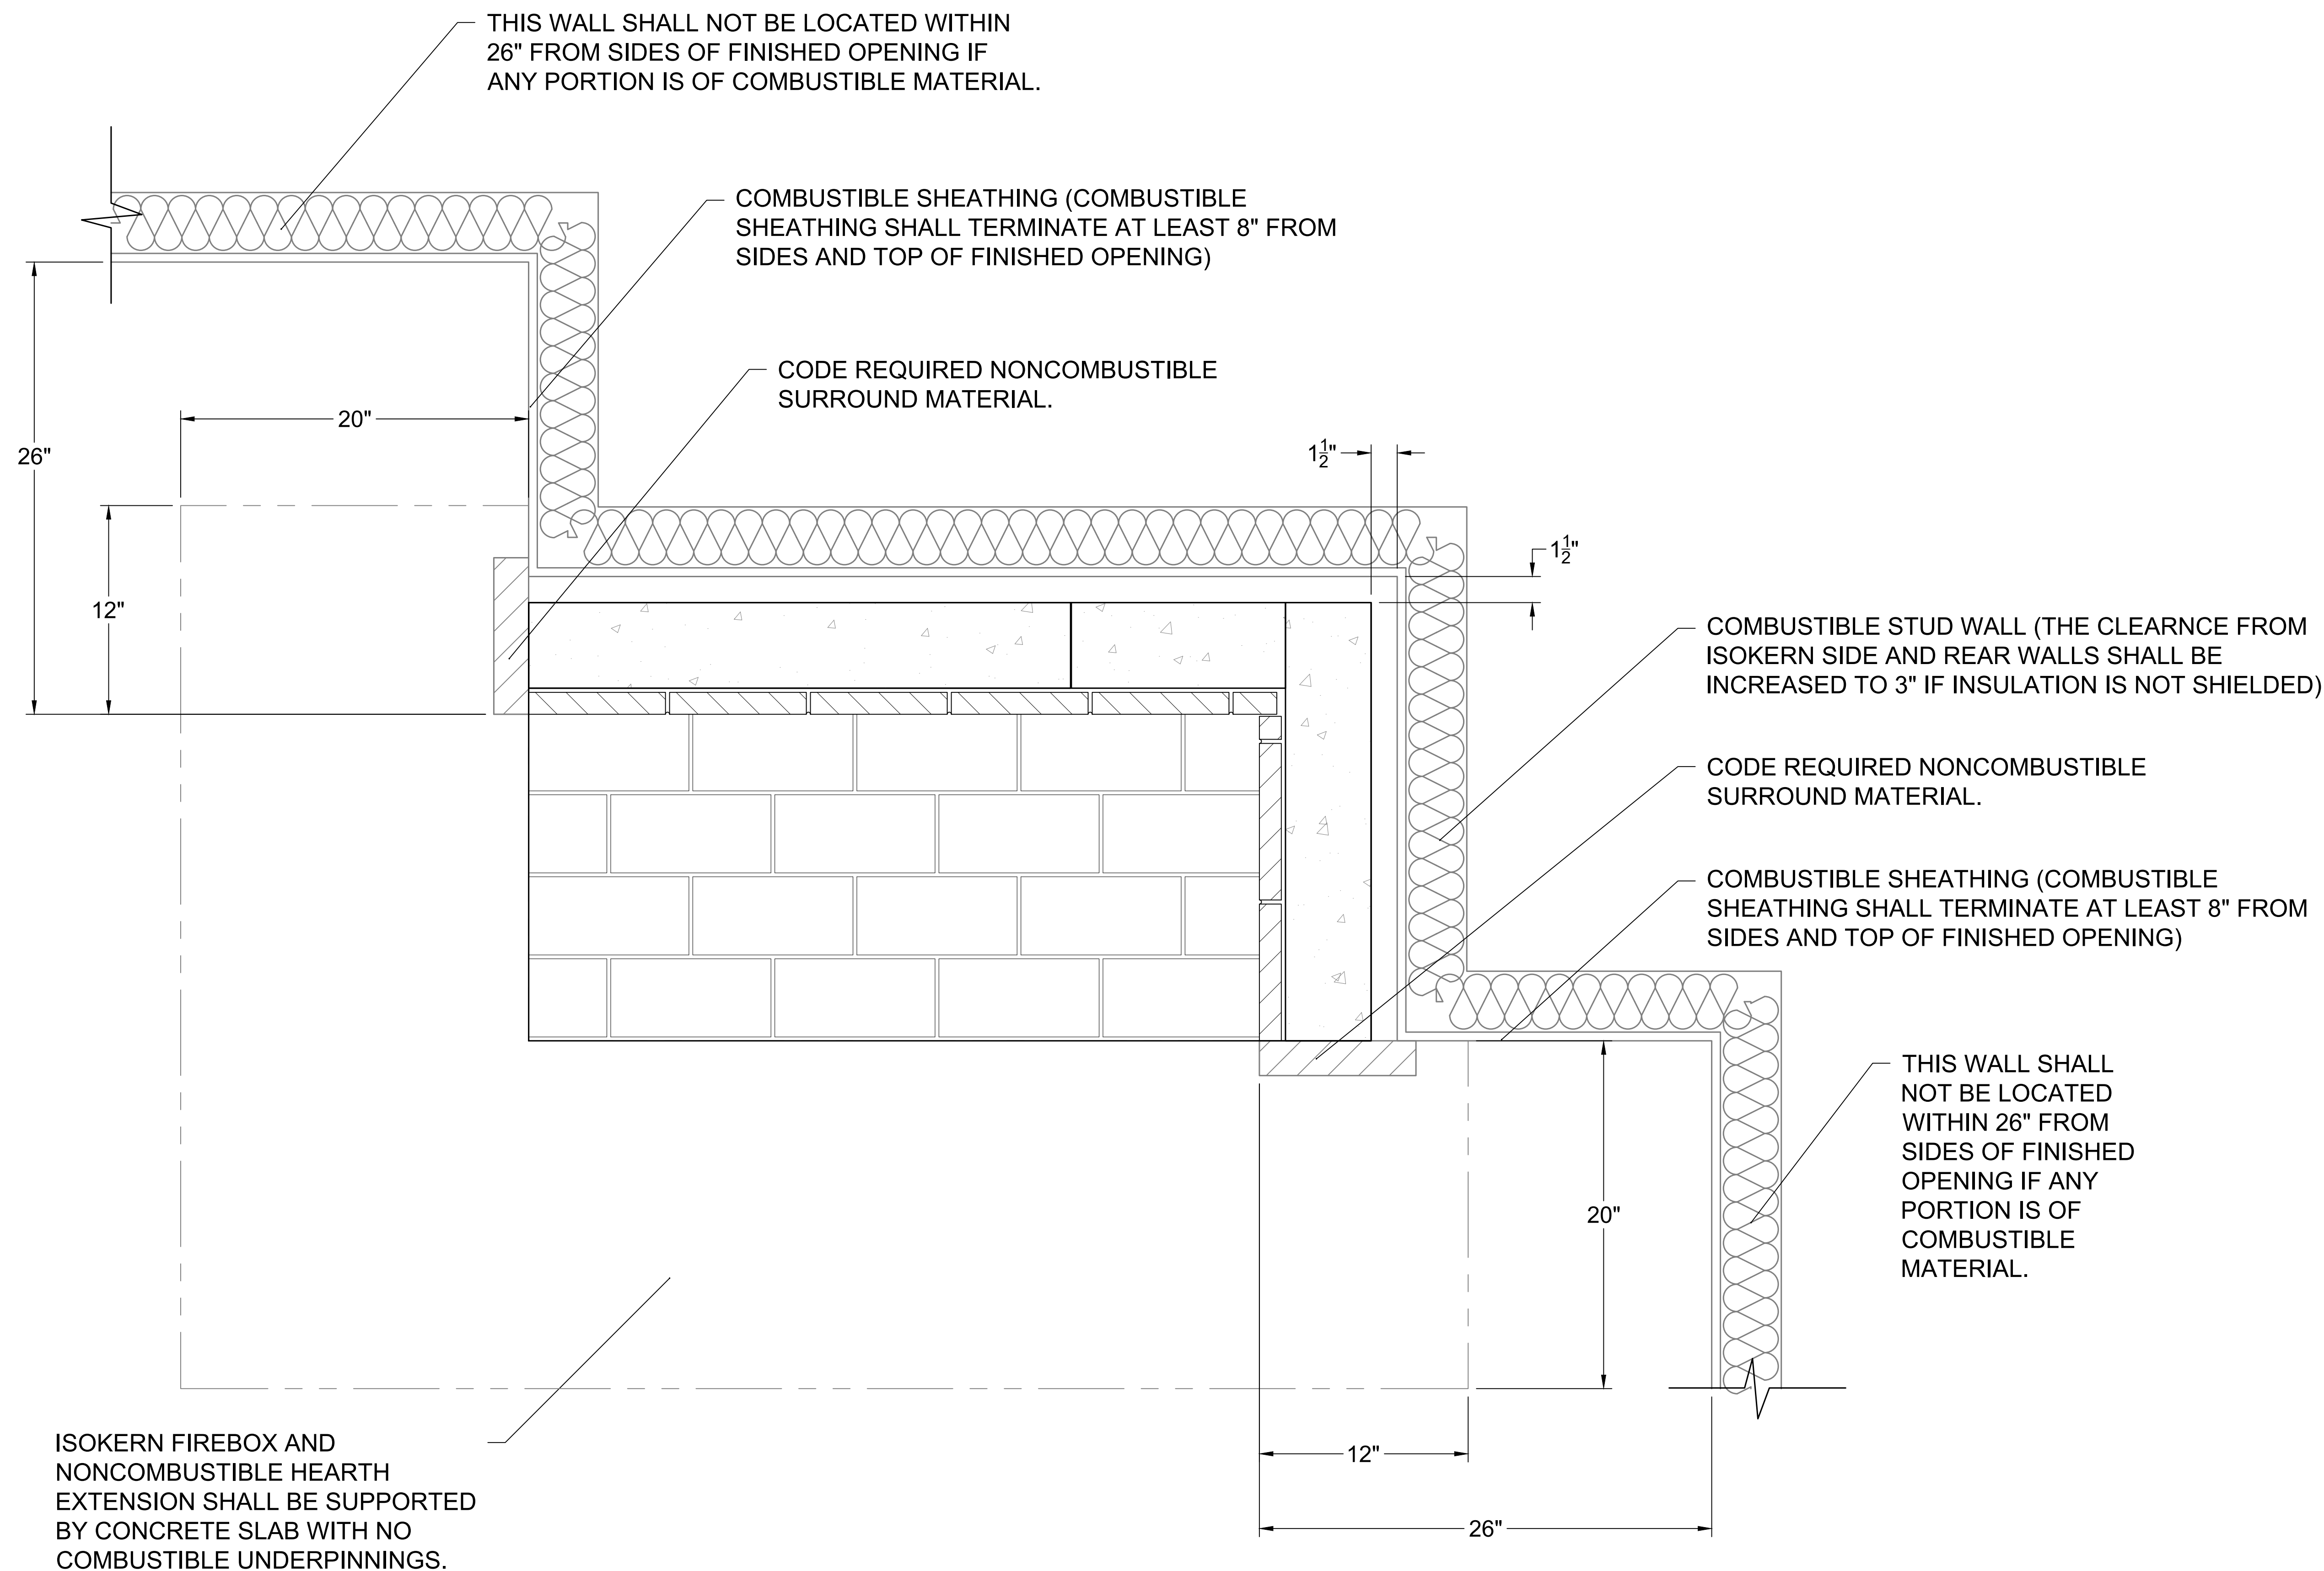 THIS WALL SHALL NOT BE LOCATED WITHIN
26" FROM SIDES OF FINISHED OPENING IF
ANY PORTION IS OF COMBUSTIBLE MATERIAL.
COMBUSTIBLE SHEATHING (COMBUSTIBLE
SHEATHING SHALL TERMINATE AT LEAST 8" FROM
SIDES AND TOP OF FINISHED OPENING)
CODE REQUIRED NONCOMBUSTIBLE
SURROUND MATERIAL.
20"
26"
12"
1½"
1½"
COMBUSTIBLE STUD WALL (THE CLEARNCE FROM
ISOKERN SIDE AND REAR WALLS SHALL BE
INCREASED TO 3" IF INSULATION IS NOT SHIELDED)
CODE REQUIRED NONCOMBUSTIBLE
SURROUND MATERIAL.
COMBUSTIBLE SHEATHING (COMBUSTIBLE
SHEATHING SHALL TERMINATE AT LEAST 8" FROM
SIDES AND TOP OF FINISHED OPENING)
THIS WALL SHALL
NOT BE LOCATED
WITHIN 26" FROM
SIDES OF FINISHED
OPENING IF ANY
PORTION IS OF
COMBUSTIBLE
MATERIAL.
20"
12"
26"
ISOKERN FIREBOX AND
NONCOMBUSTIBLE HEARTH
EXTENSION SHALL BE SUPPORTED
BY CONCRETE SLAB WITH NO
COMBUSTIBLE UNDERPINNINGS.